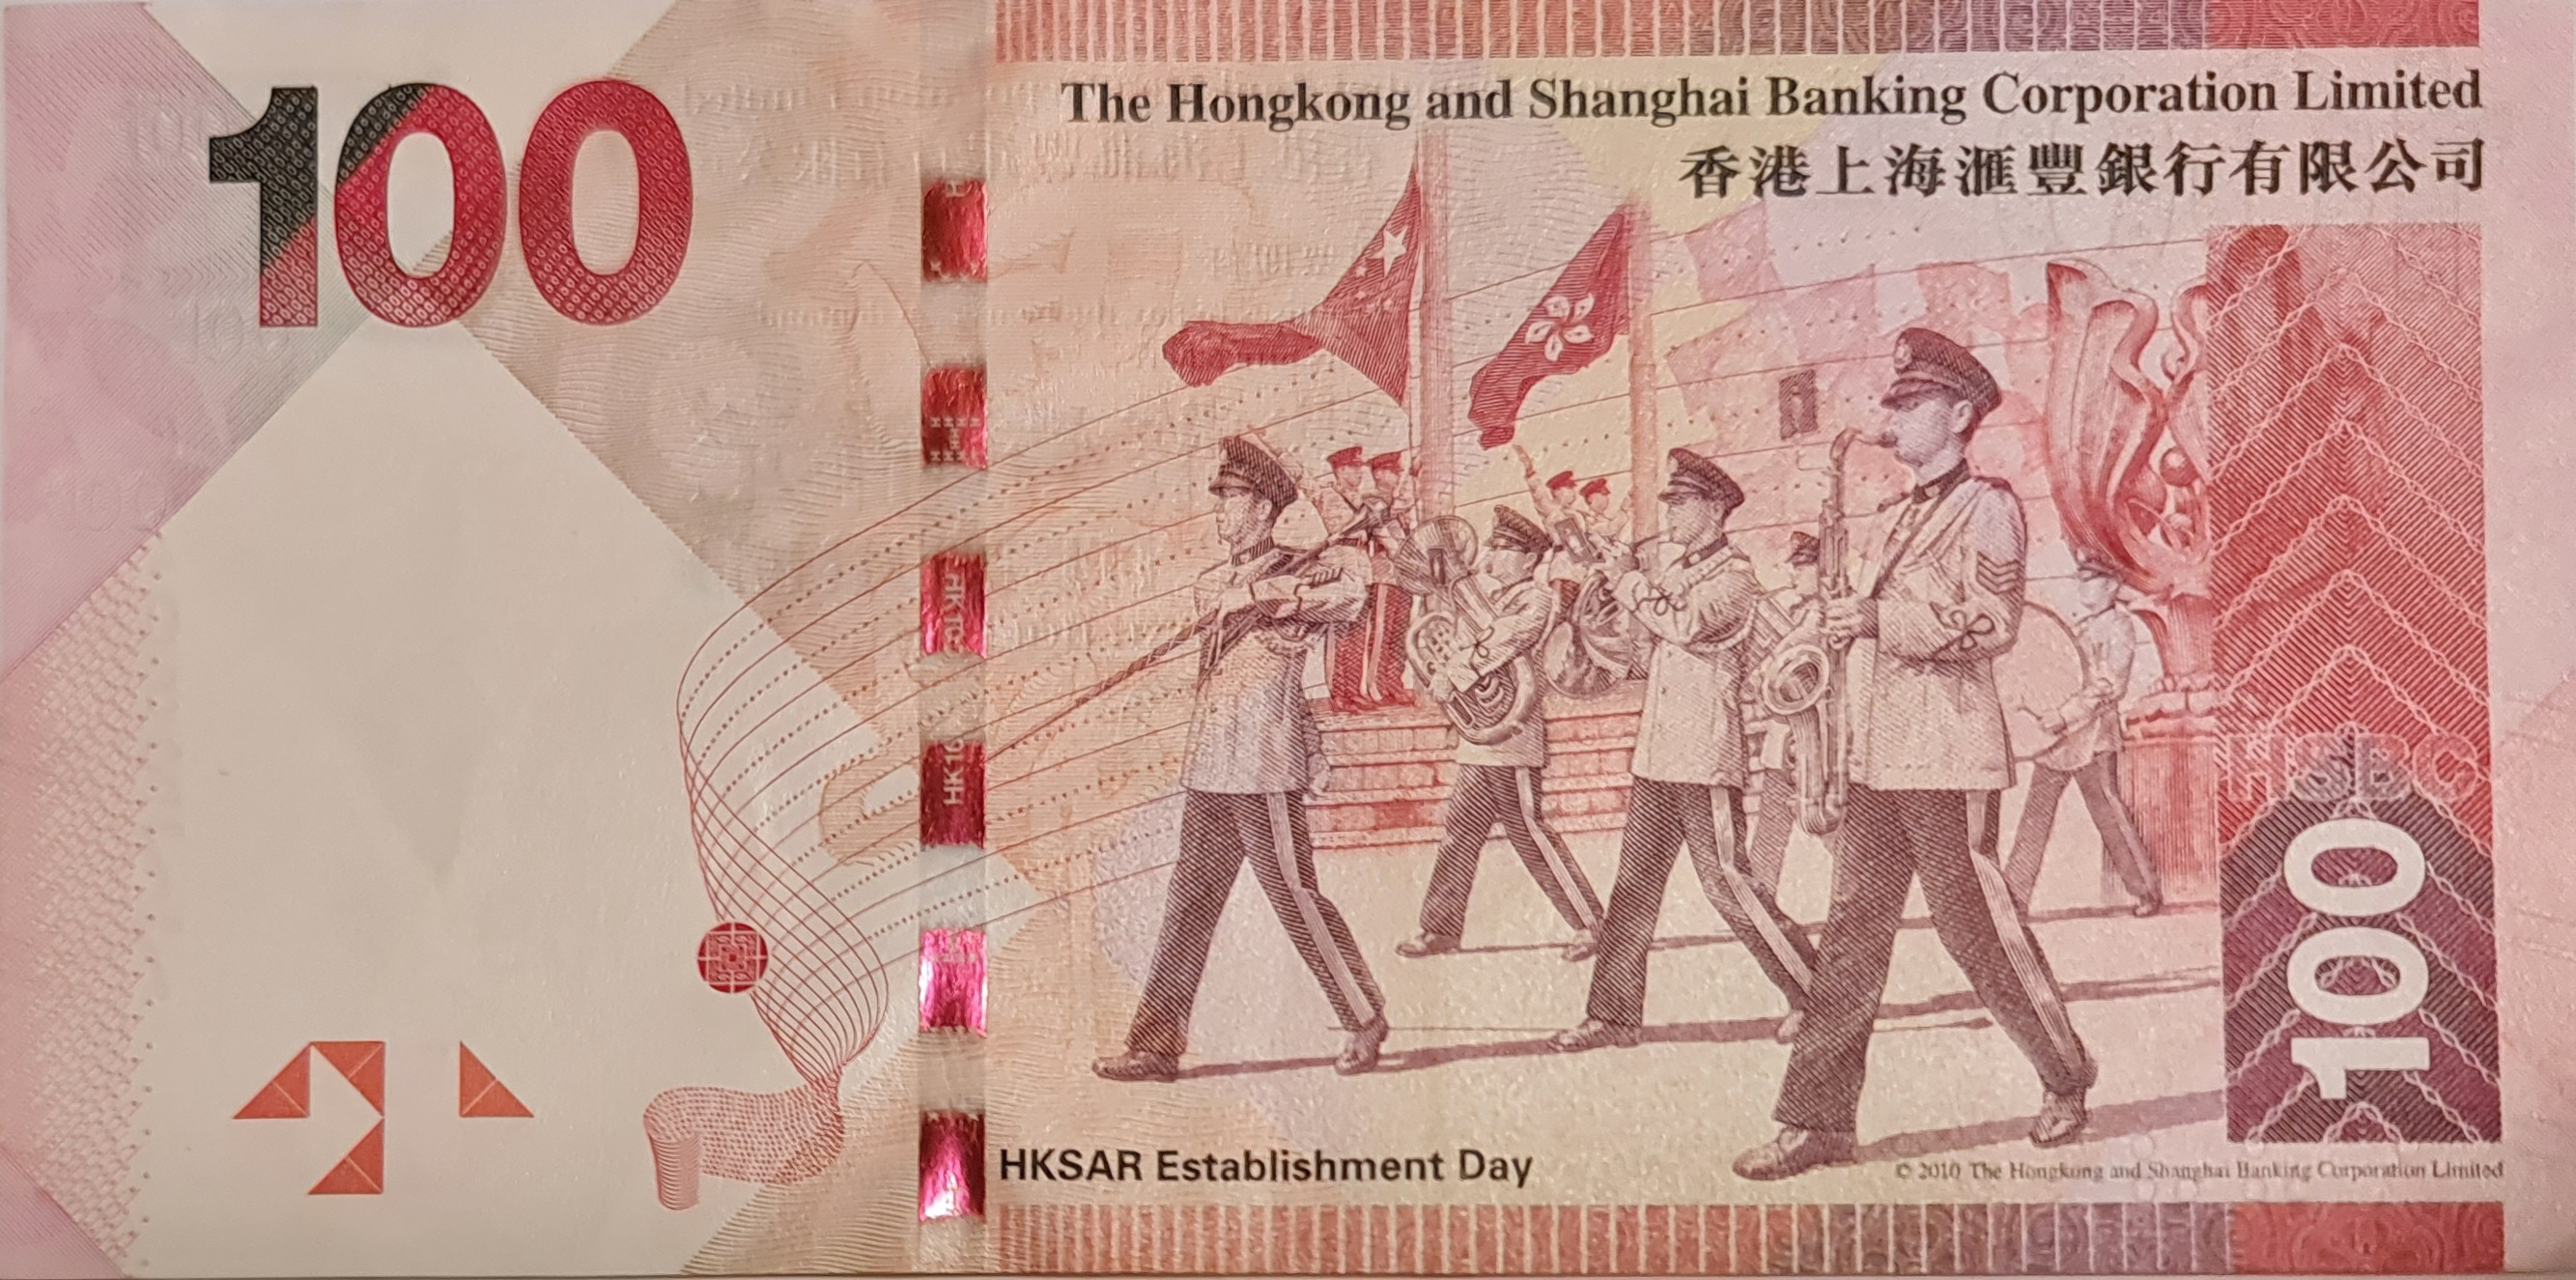 100
The Hongkong and Shanghai Banking Corporation Limited
香港上海滙豐銀行有限公司
HSBC
100
HKSAR Establishment Day
© 2010 The Hongkong and Shanghai Banking Corporation Limited